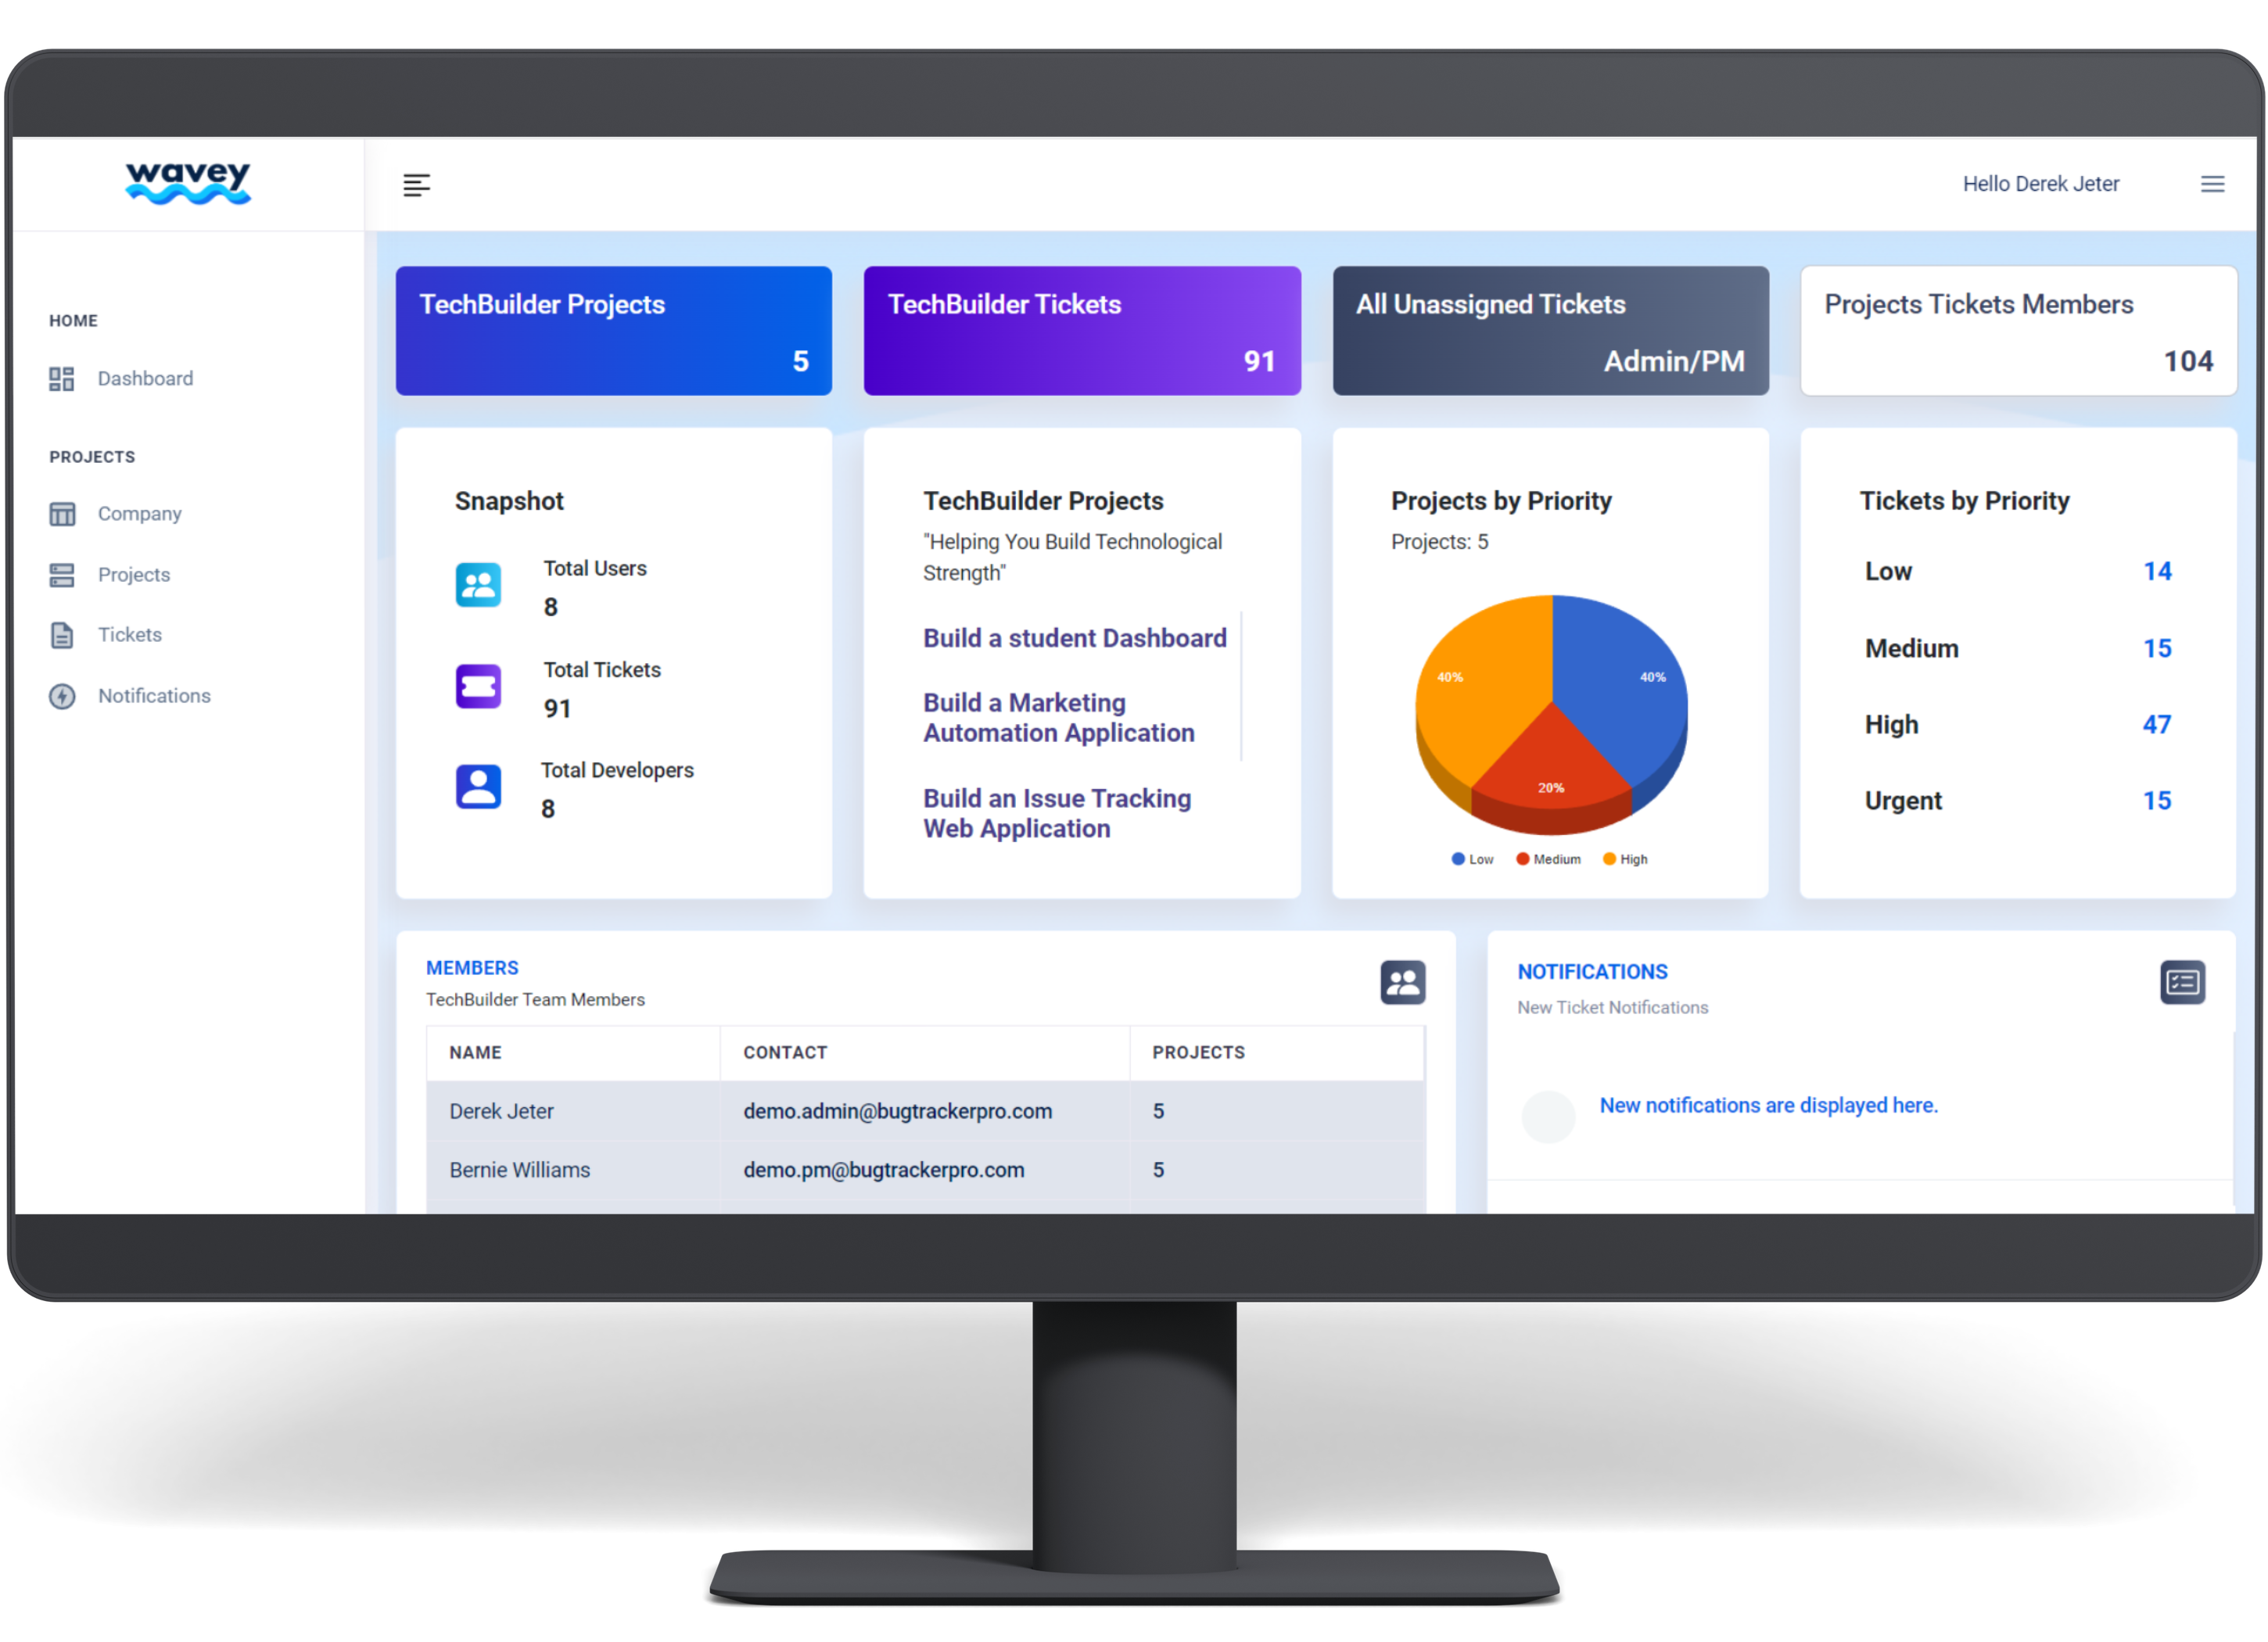 wavey
Hello Derek Jeter
HOME
Dashboard
PROJECTS
Company
Projects
Tickets
Notifications
TechBuilder Projects
5
TechBuilder Tickets
91
All Unassigned Tickets
Admin/PM
Projects Tickets Members
104
Snapshot
Total Users
8
Total Tickets
91
Total Developers
8
TechBuilder Projects
"Helping You Build Technological
Strength"
Build a student Dashboard
Build a Marketing
Automation Application
Build an Issue Tracking
Web Application
Projects by Priority
Projects: 5
40%
40%
20%
Low Medium High
Tickets by Priority
Low 14
Medium 15
High 47
Urgent 15
MEMBERS
TechBuilder Team Members
NAME CONTACT PROJECTS
Derek Jeter demo.admin@bugtrackerpro.com 5
Bernie Williams demo.pm@bugtrackerpro.com 5
NOTIFICATIONS
New Ticket Notifications
New notifications are displayed here.